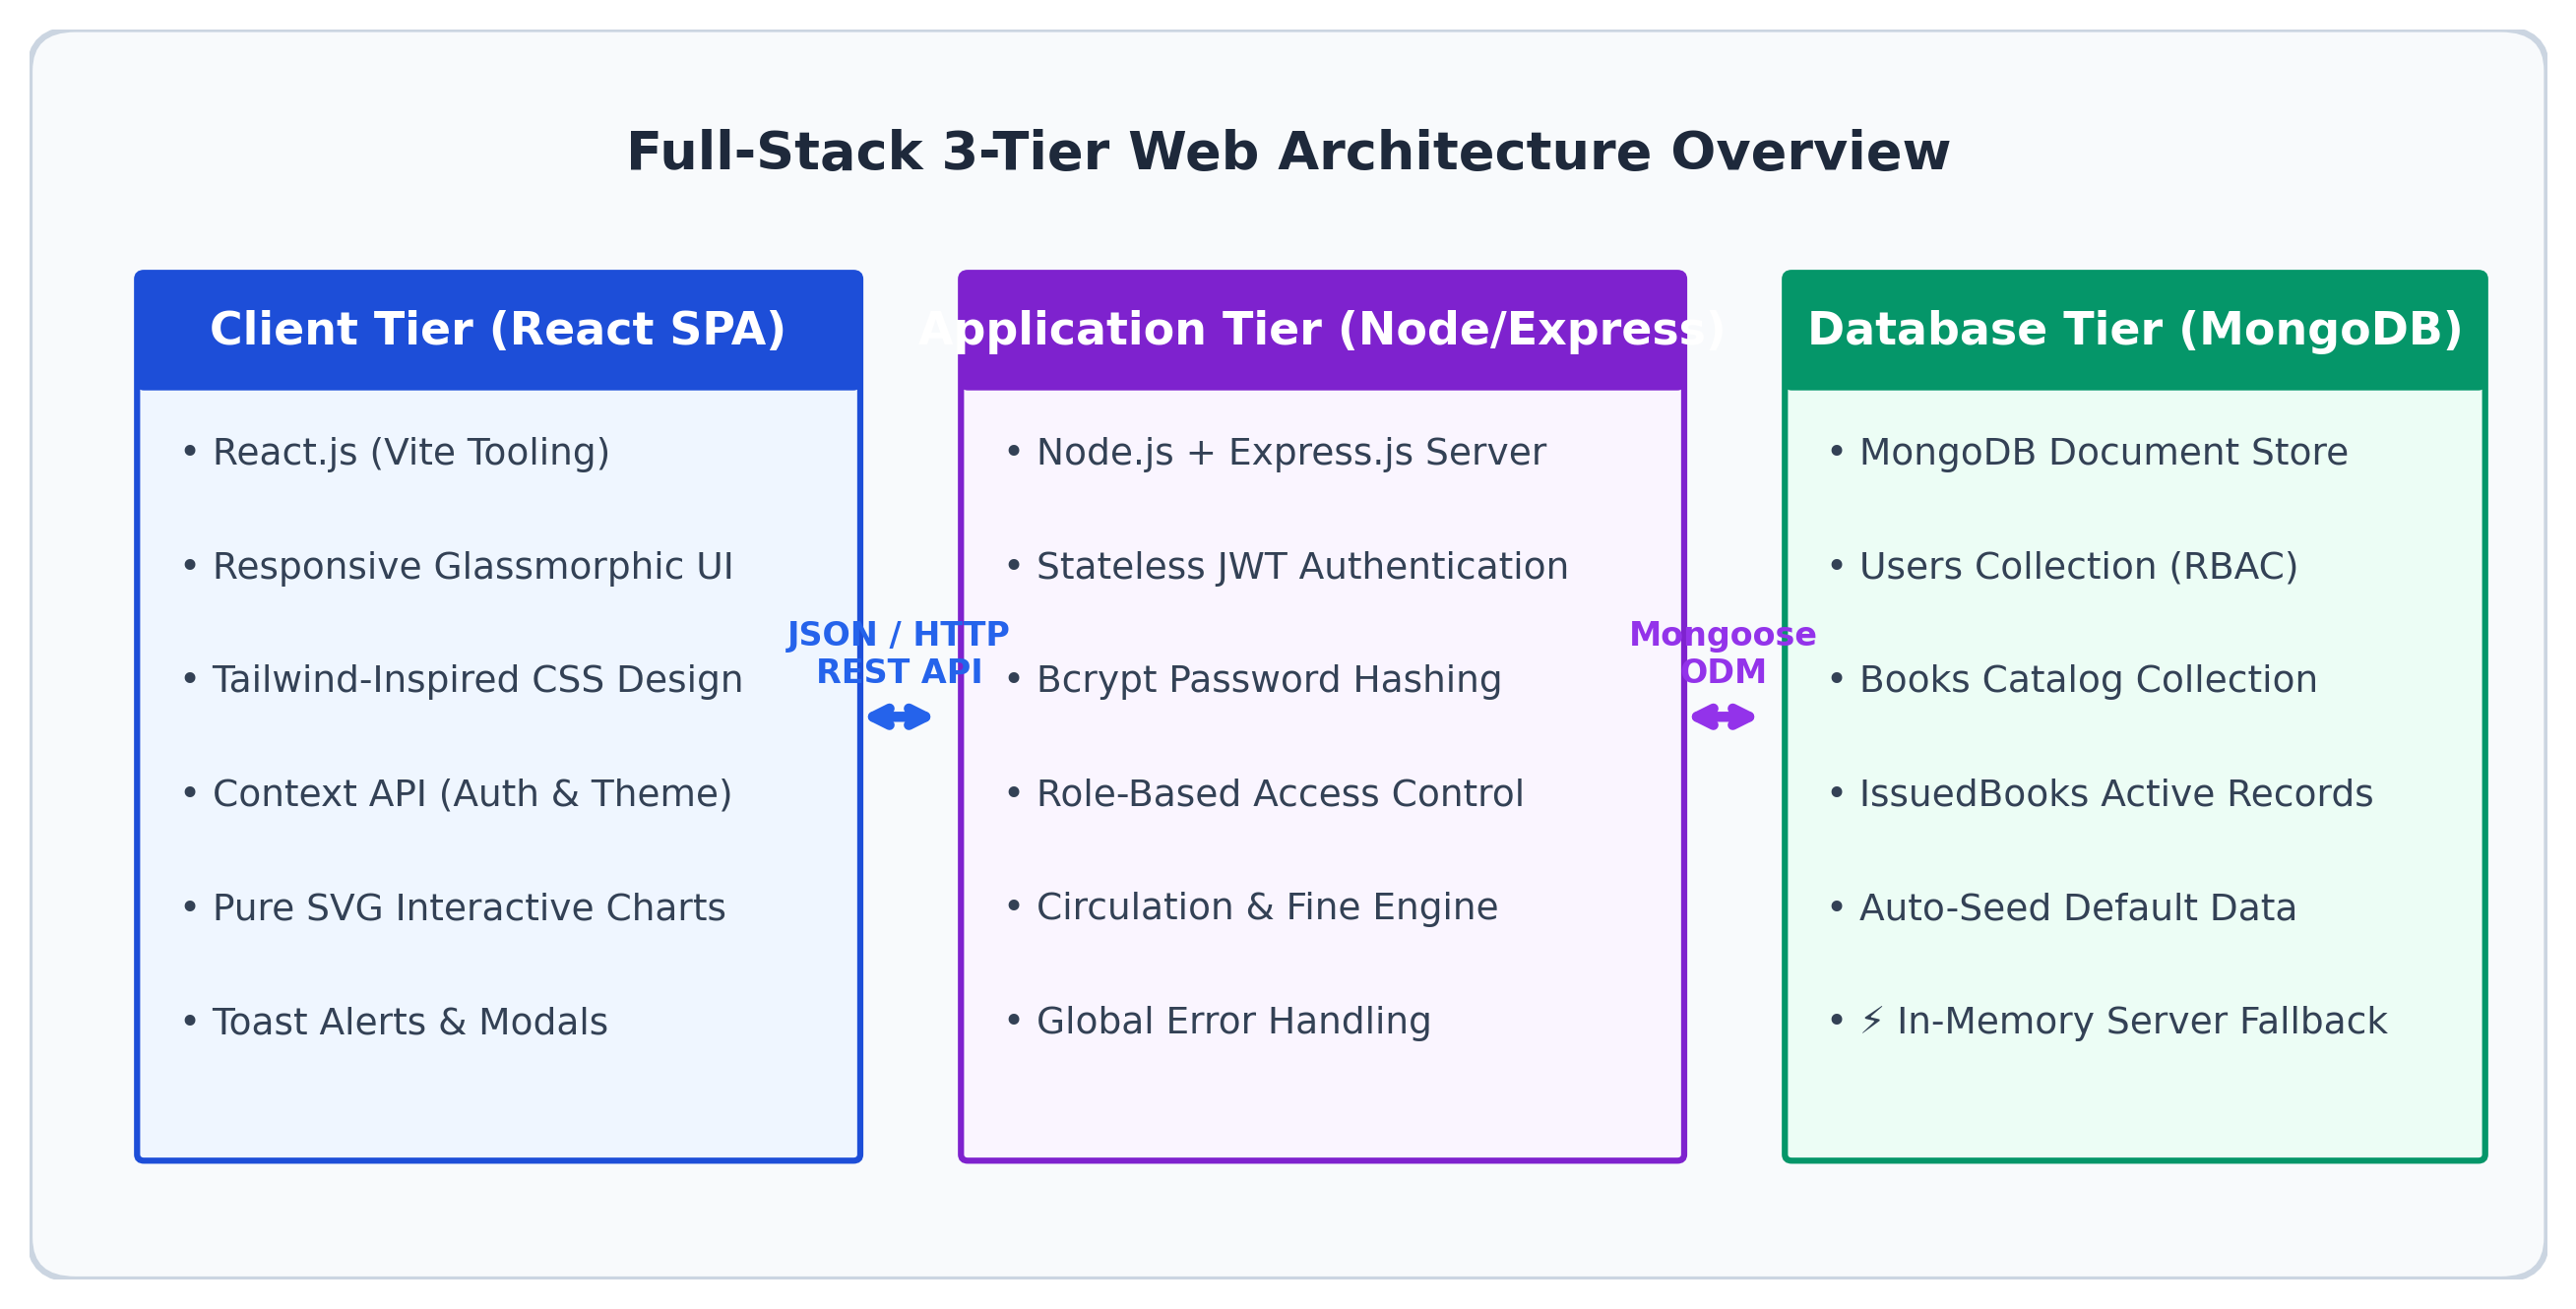 Full-Stack 3-Tier Web Architecture Overview
Client Tier (React SPA)
• React.js (Vite Tooling)
• Responsive Glassmorphic UI
• Tailwind-Inspired CSS Design
• Context API (Auth & Theme)
• Pure SVG Interactive Charts
• Toast Alerts & Modals
JSON / HTTP
REST API
Application Tier (Node/Express)
• Node.js + Express.js Server
• Stateless JWT Authentication
• Bcrypt Password Hashing
• Role-Based Access Control
• Circulation & Fine Engine
• Global Error Handling
Mongoose
ODM
Database Tier (MongoDB)
• MongoDB Document Store
• Users Collection (RBAC)
• Books Catalog Collection
• IssuedBooks Active Records
• Auto-Seed Default Data
• ⚡ In-Memory Server Fallback